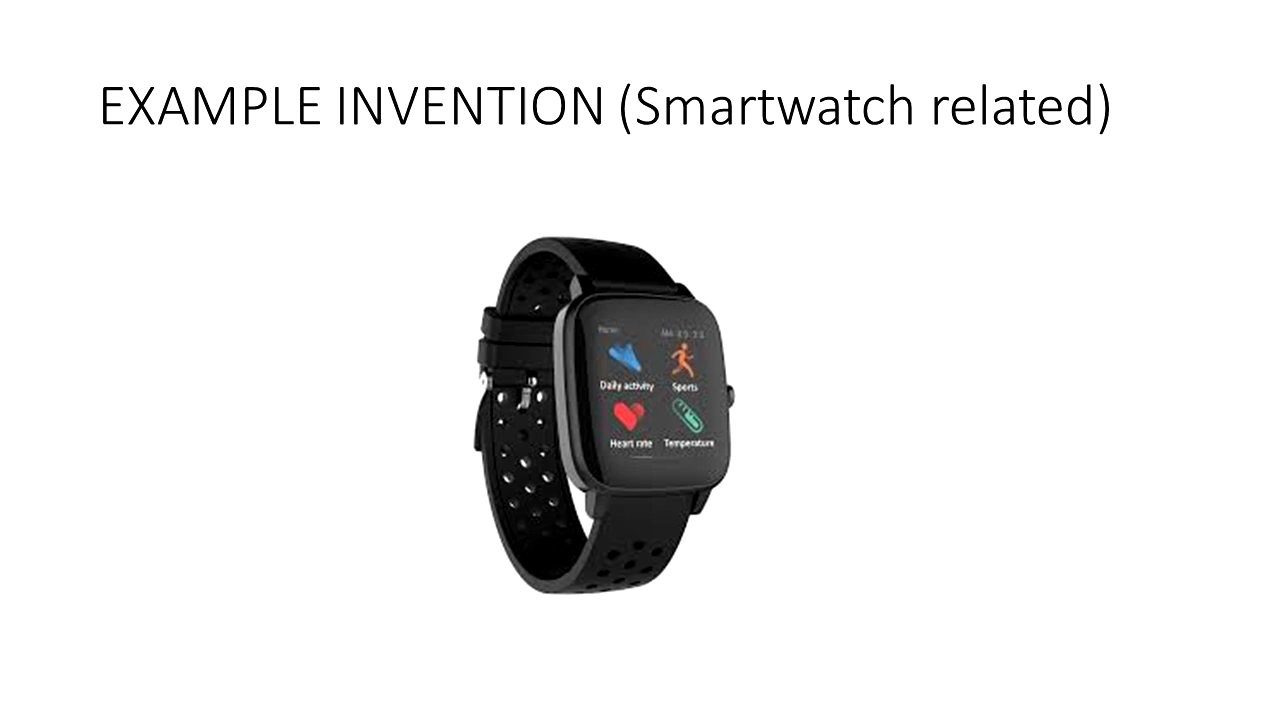 EXAMPLE INVENTION (Smartwatch related)
Daily activity Sports
Heart rate Temperature